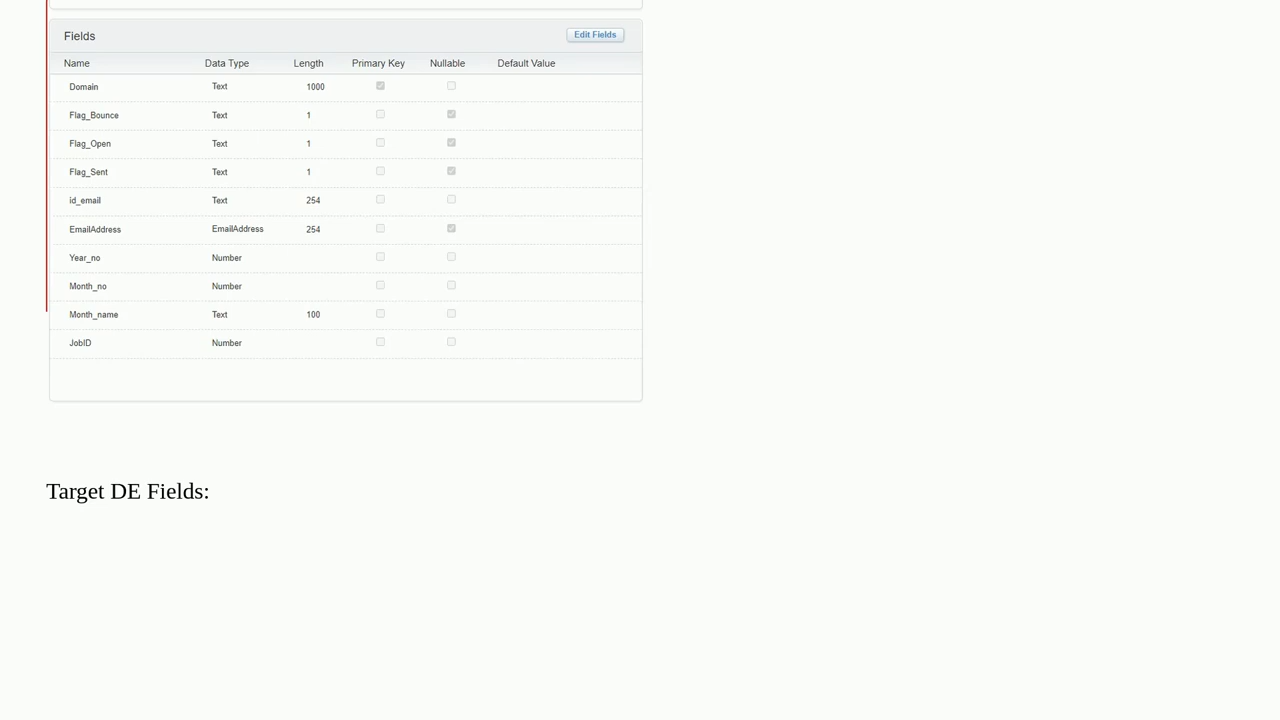 Fields Edit Fields
Name Data Type Length Primary Key Nullable Default Value
Domain Text 1000
Flag_Bounce Text 1
Flag_Open Text 1
Flag_Sent Text 1
id_email Text 254
EmailAddress EmailAddress 254
Year_no Number
Month_no Number
Month_name Text 100
JobID Number
Target DE Fields: